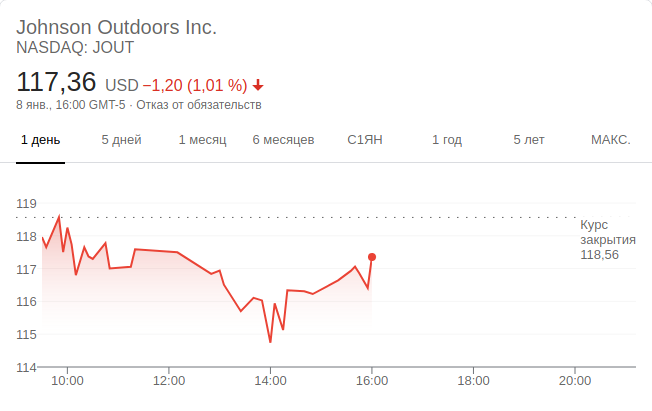 Johnson Outdoors Inc.
NASDAQ: JOUT
117,36 USD −1,20 (1,01 %)
8 янв., 16:00 GMT-5 · Отказ от обязательств
1 день 5 дней 1 месяц 6 месяцев С1ЯН 1 год 5 лет МАКС.
119
118
117
116
115
114
Курс
закрытия
118,56
10:00 12:00 14:00 16:00 18:00 20:00